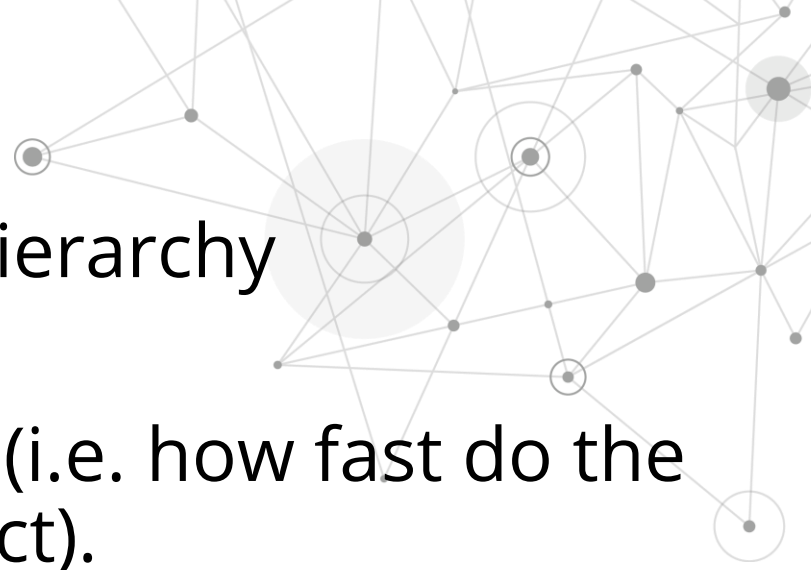 ierarchy
(i.e. how fast do the
ct).